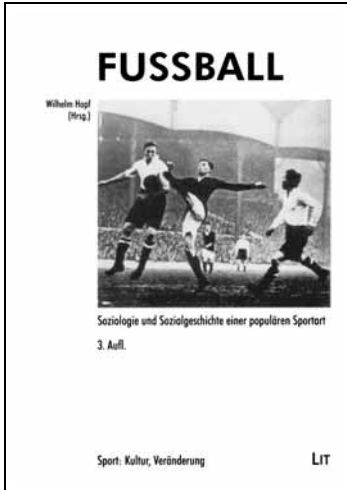 FUSSBALL
Wilhelm Hopf
(Hrsg.)
Soziologie und Sozialgeschichte einer populären Sportart
3. Aufl.
Sport: Kultur, Veränderung
LIT